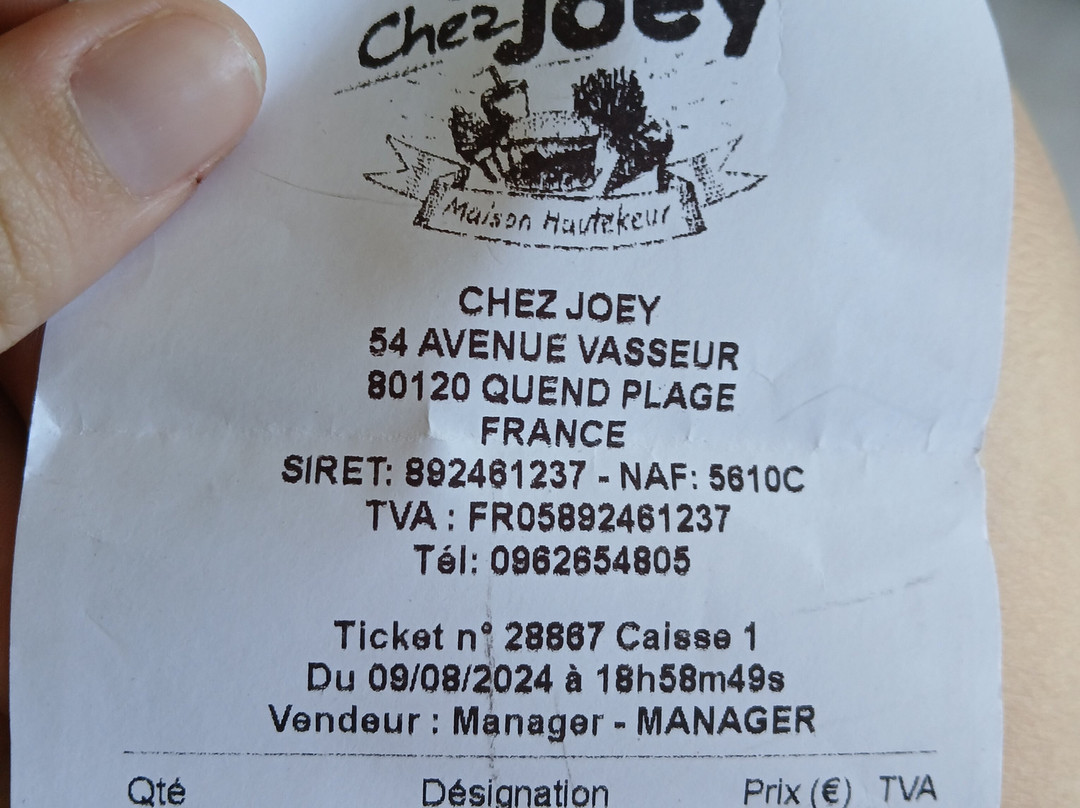 Chez Joey
Maison Hautekeur
CHEZ JOEY
54 AVENUE VASSEUR
80120 QUEND PLAGE
FRANCE
SIRET: 892461237 - NAF: 5610C
TVA : FR05892461237
Tél: 0962654805
Ticket n° 28867 Caisse 1
Du 09/08/2024 à 18h58m49s
Vendeur : Manager - MANAGER
Qté Désignation Prix (€) TVA